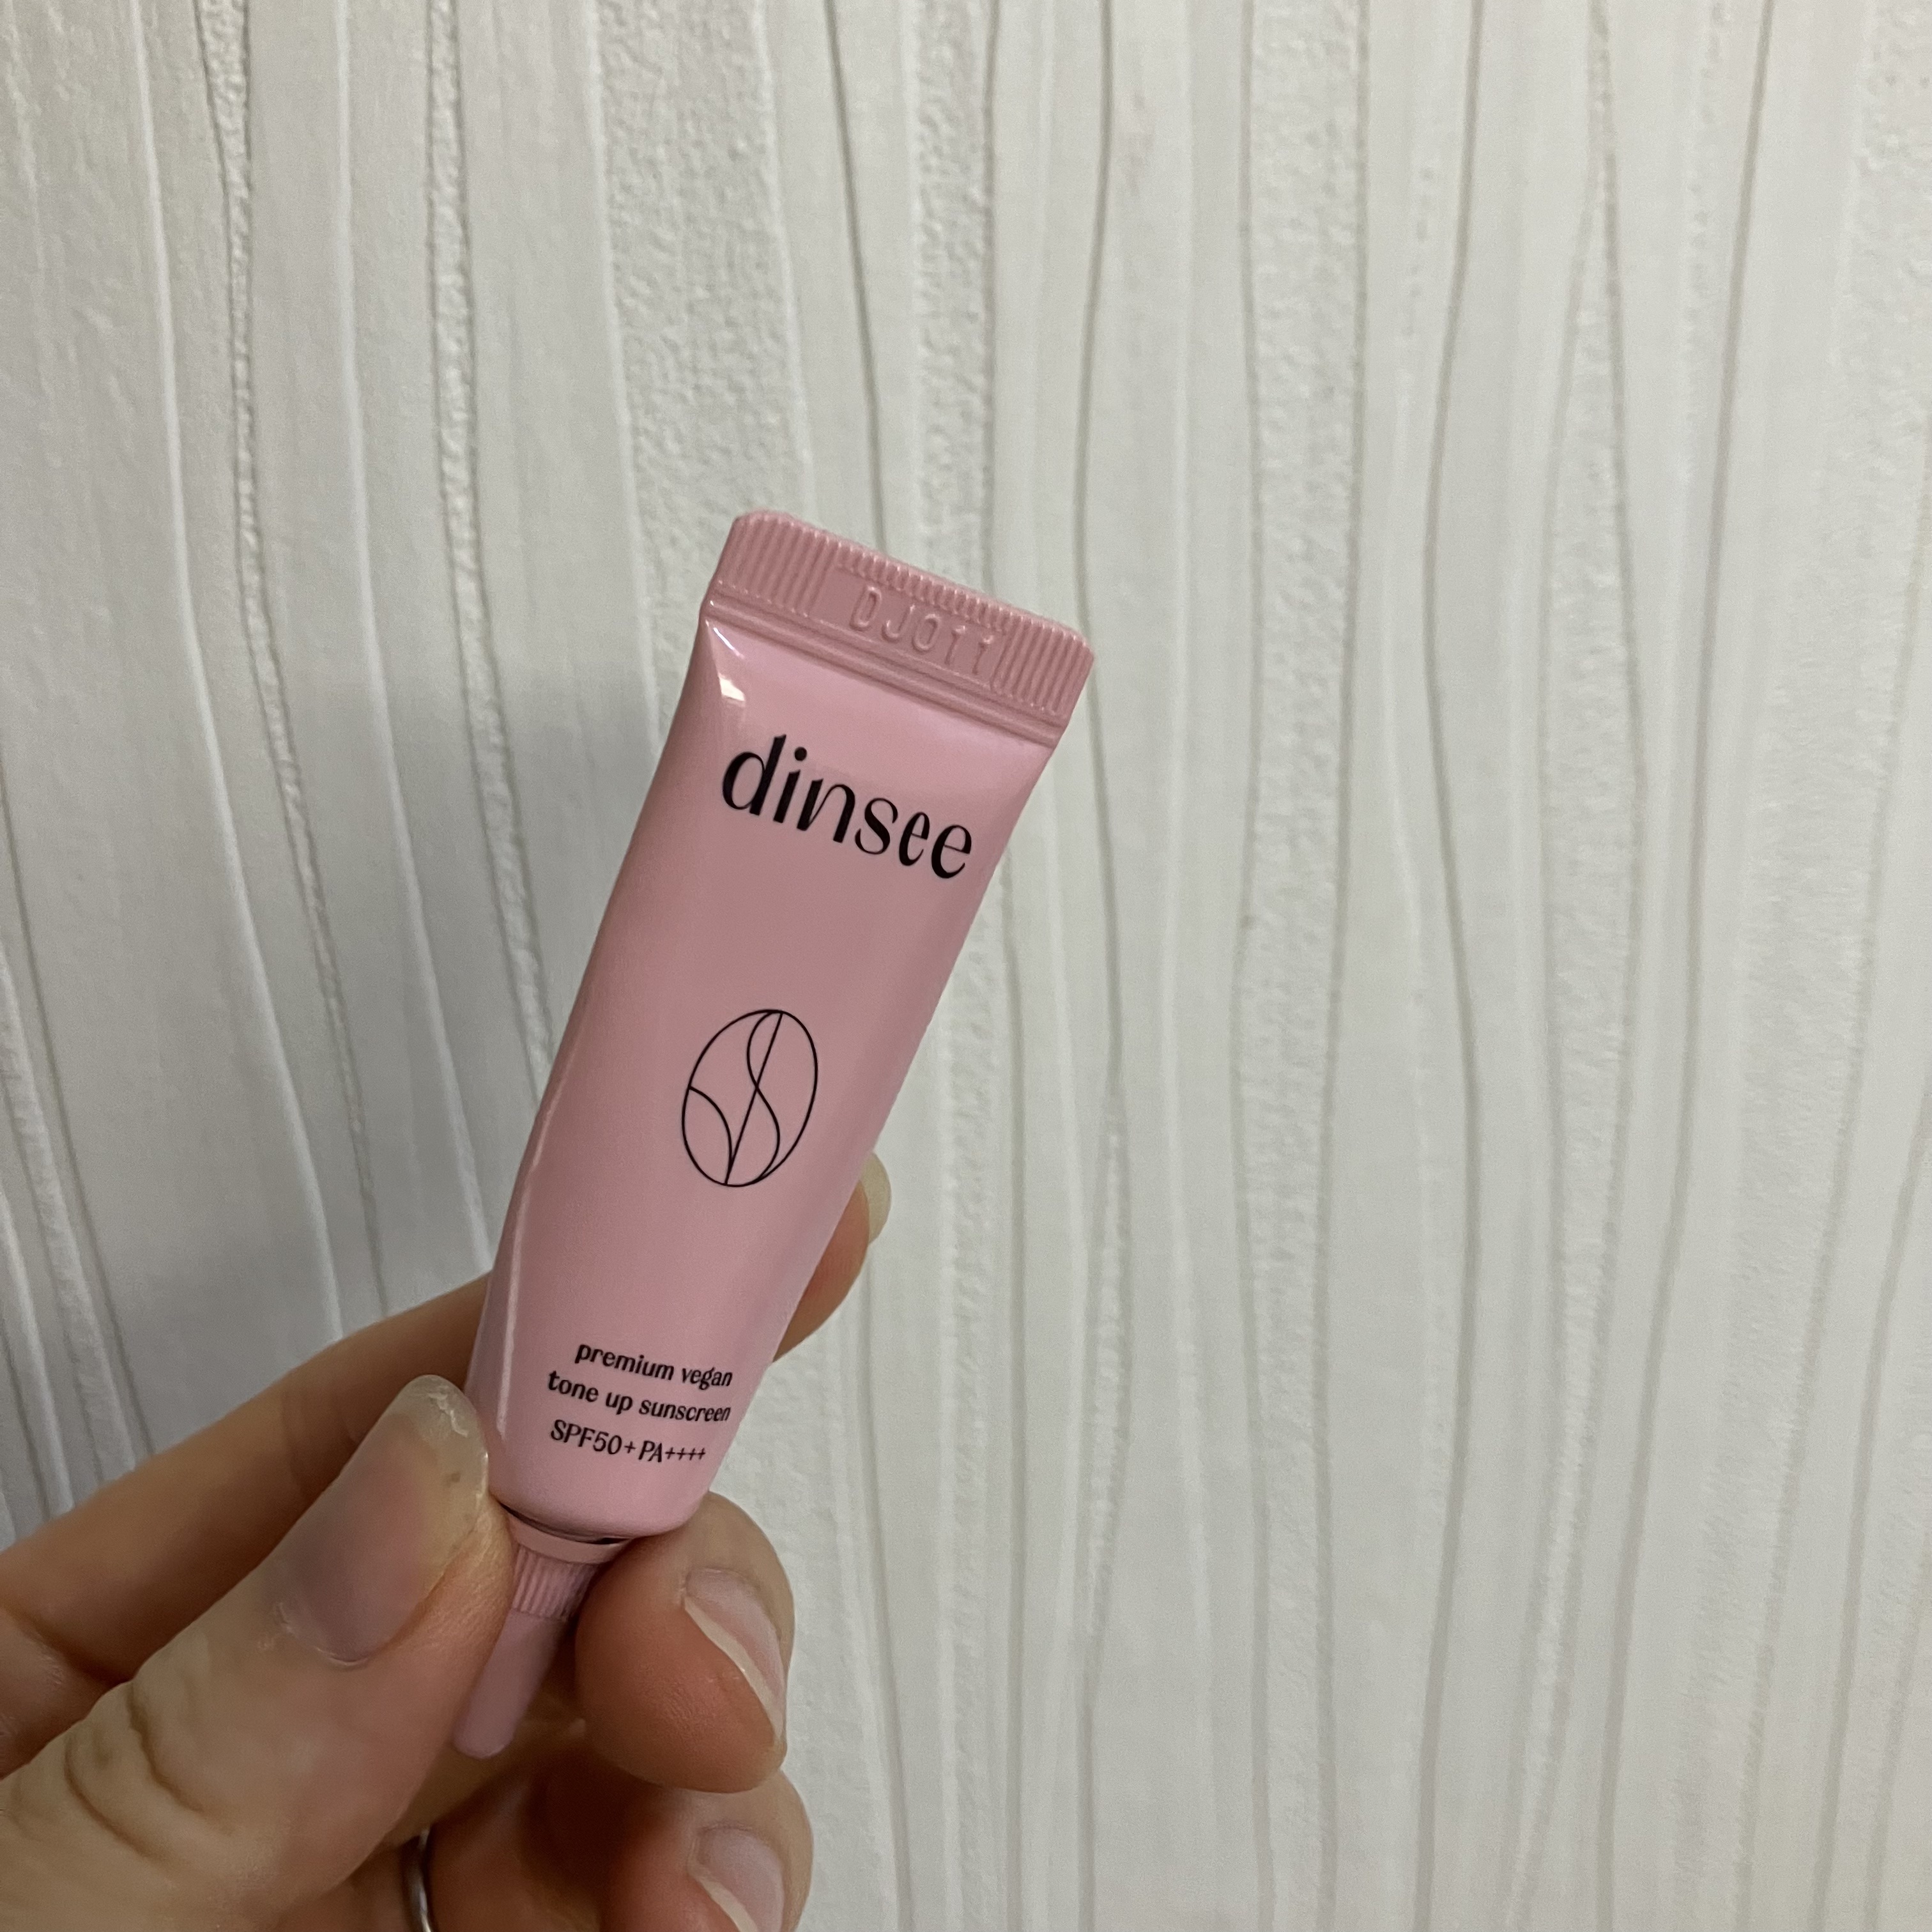 DJ011
dinsee
premium vegan
tone up sunscreen
SPF50+PA++++